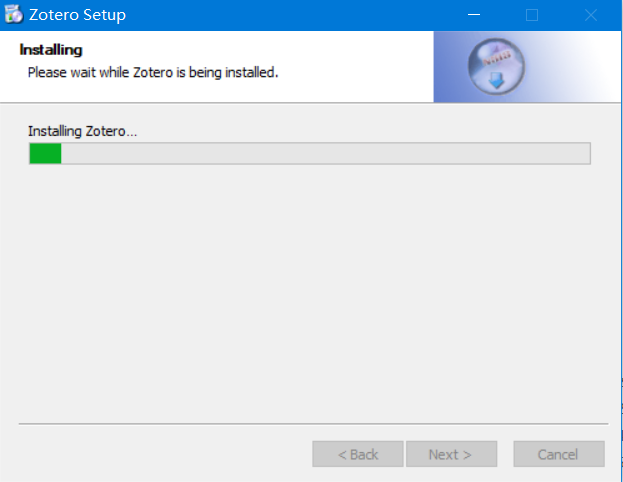 Zotero Setup
Installing
Please wait while Zotero is being installed.
Installing Zotero...
< Back Next > Cancel